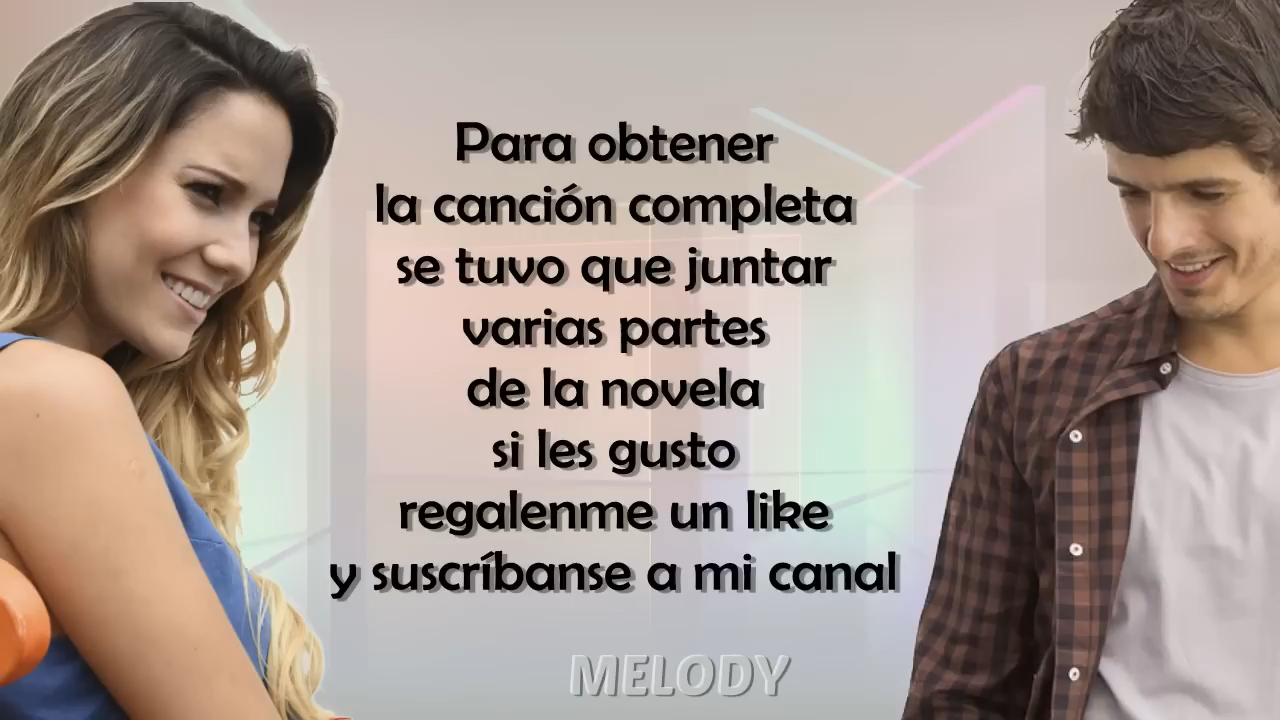 Para obtener
la canción completa
se tuvo que juntar
varias partes
de la novela
si les gusto
regalenme un like
y suscríbanse a mi canal
MELODY